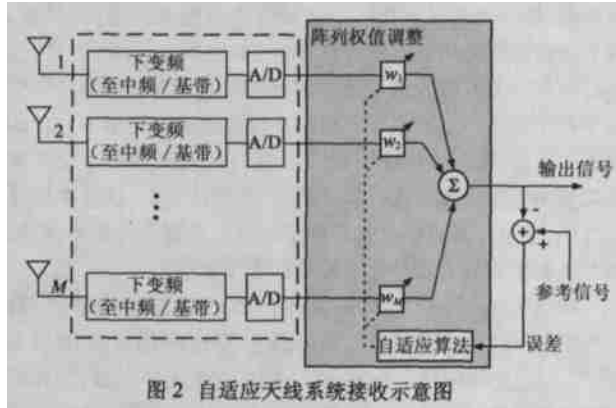 阵列权值调整
1
下变频
(至中频/基带)
A/D
w₁
2
下变频
(至中频/基带)
A/D
w₂
Σ
输出信号
-
+
+
参考信号
M
下变频
(至中频/基带)
A/D
w_M
自适应算法
误差
图2 自适应天线系统接收示意图